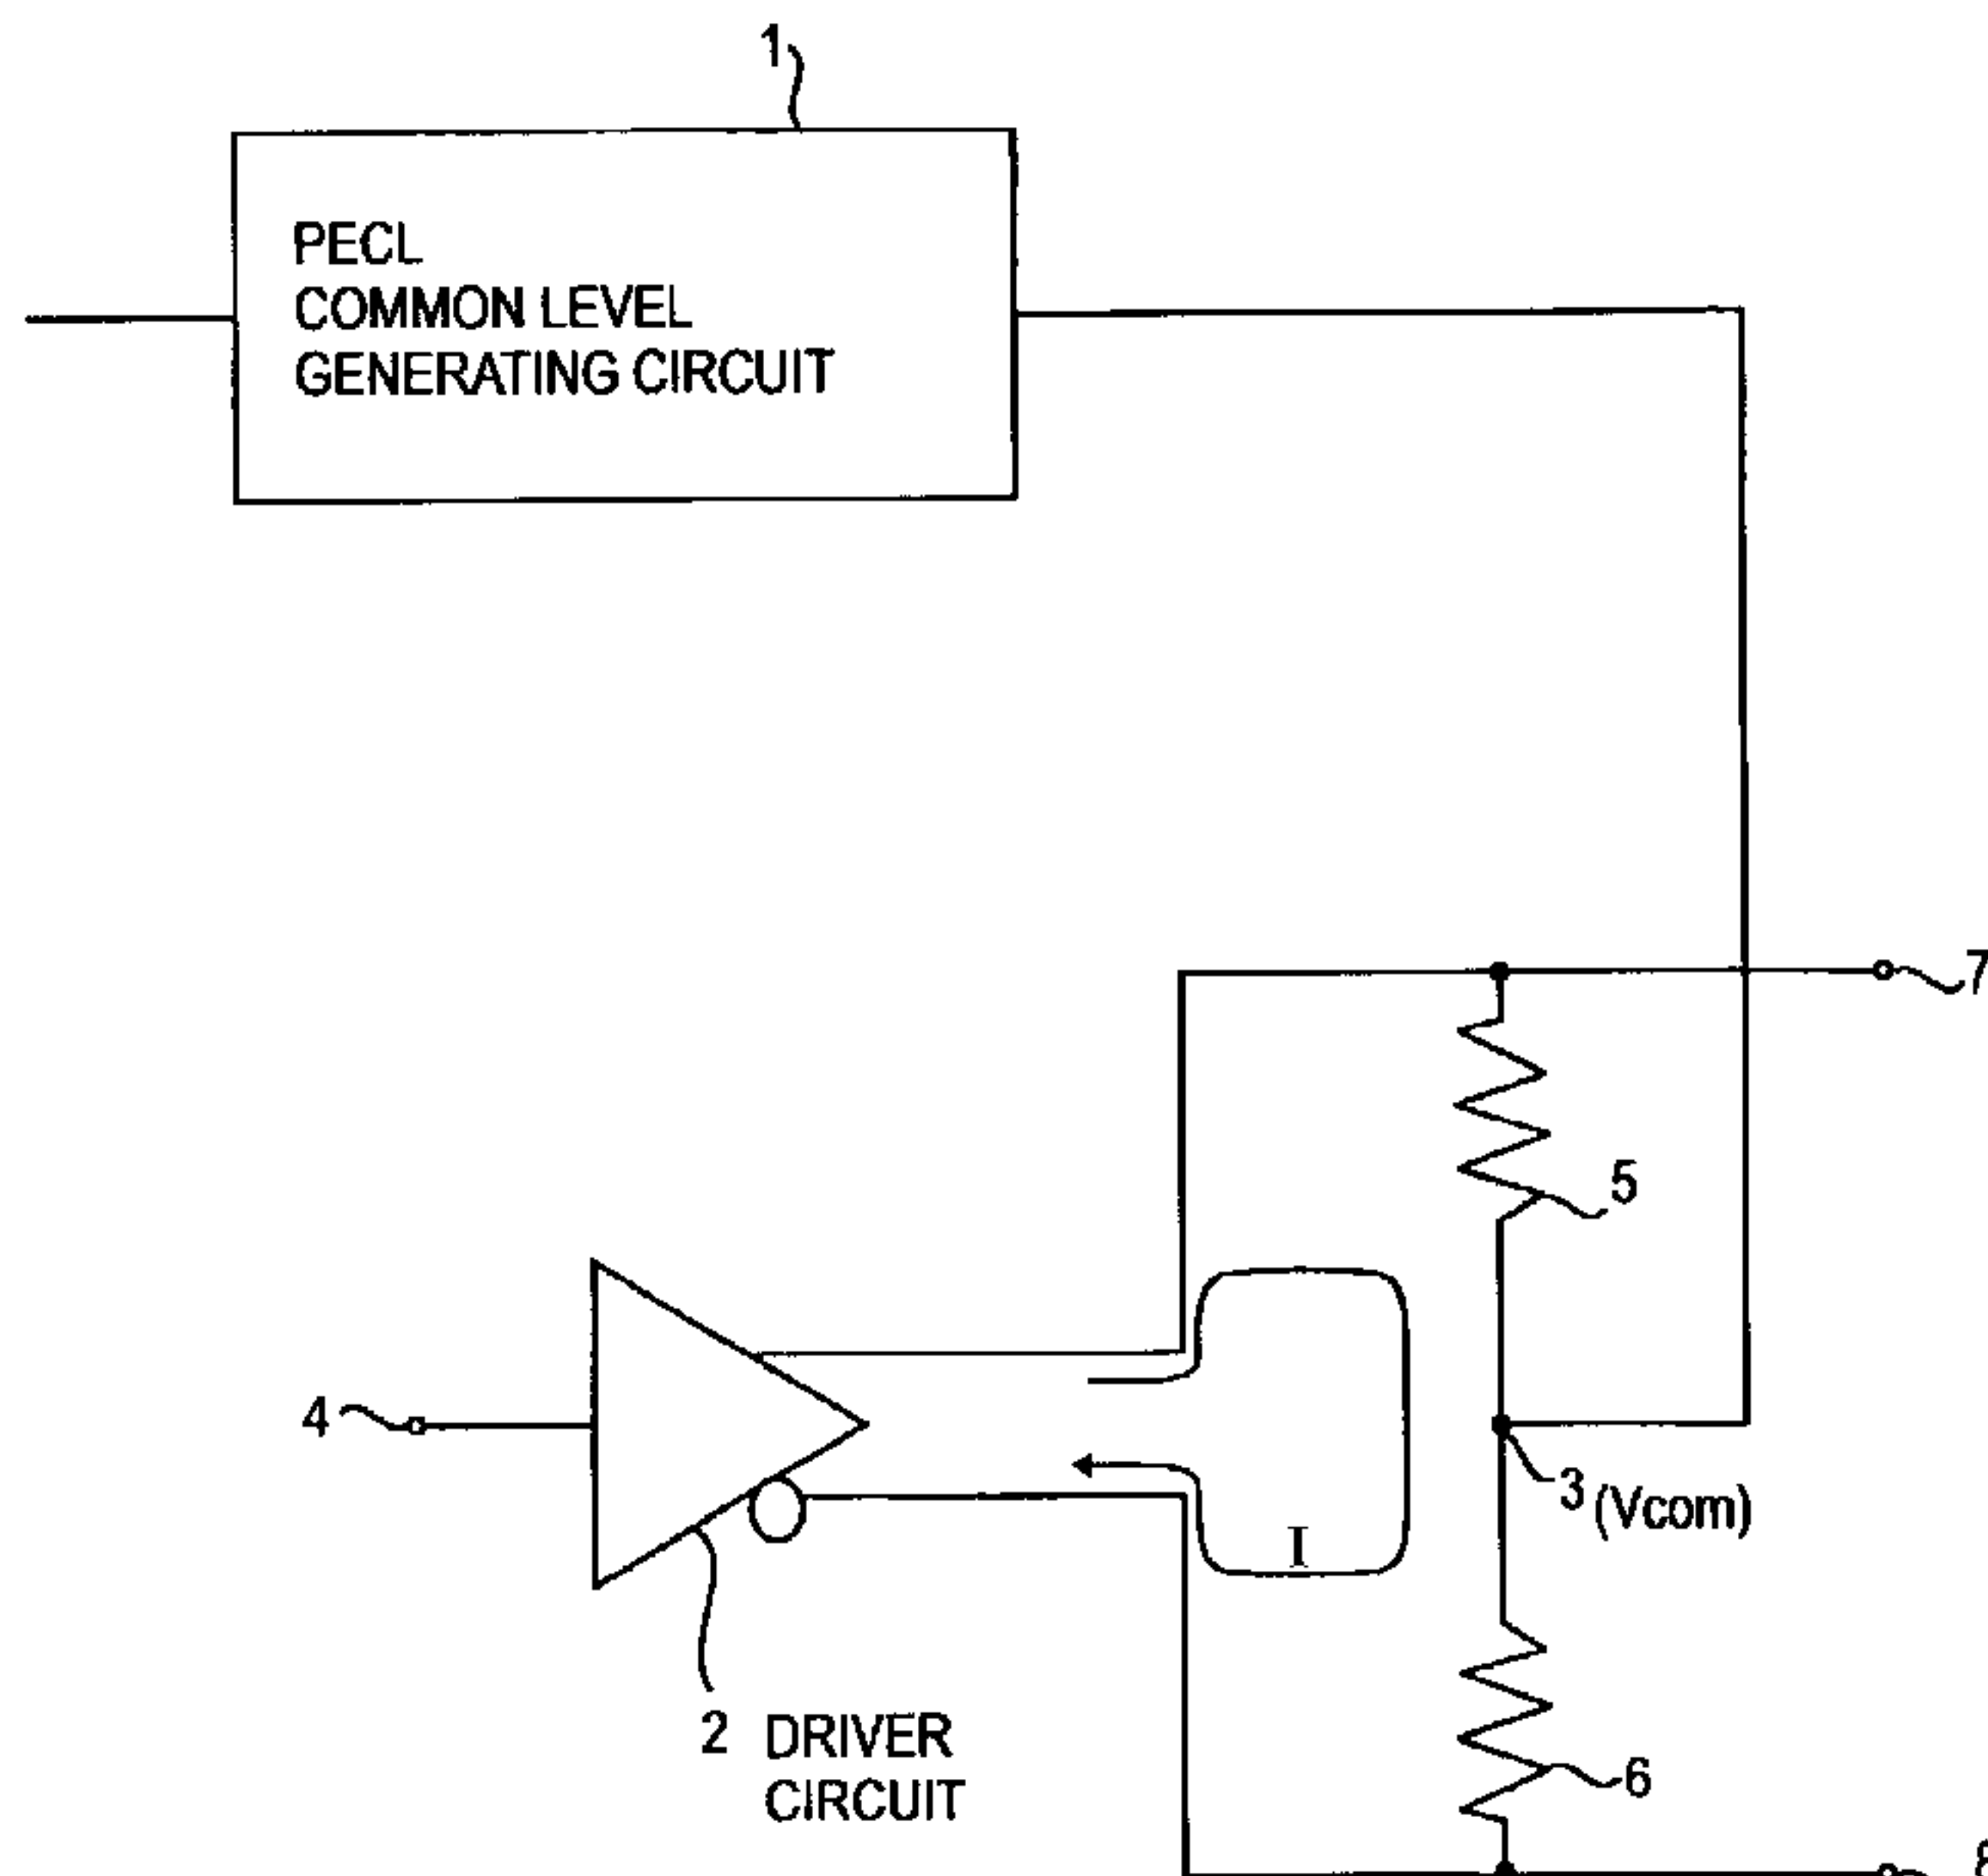 1
PECL
COMMON LEVEL
GENERATING CIRCUIT
7
5
4
3 (Vcom)
I
2 DRIVER
CIRCUIT
6